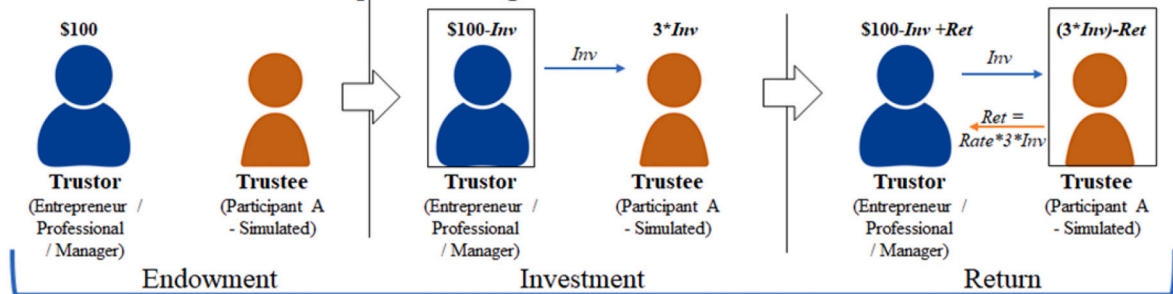 $100
Trustor
(Entrepreneur /
Professional
/ Manager)
Trustee
(Participant A
- Simulated)
Endowment
$100-Inv
Inv
3*Inv
Trustor
(Entrepreneur /
Professional
/ Manager)
Trustee
(Participant A
- Simulated)
Investment
$100-Inv +Ret
Inv
(3*Inv)-Ret
Ret =
Rate*3*Inv
Trustor
(Entrepreneur /
Professional
/ Manager)
Trustee
(Participant A
- Simulated)
Return